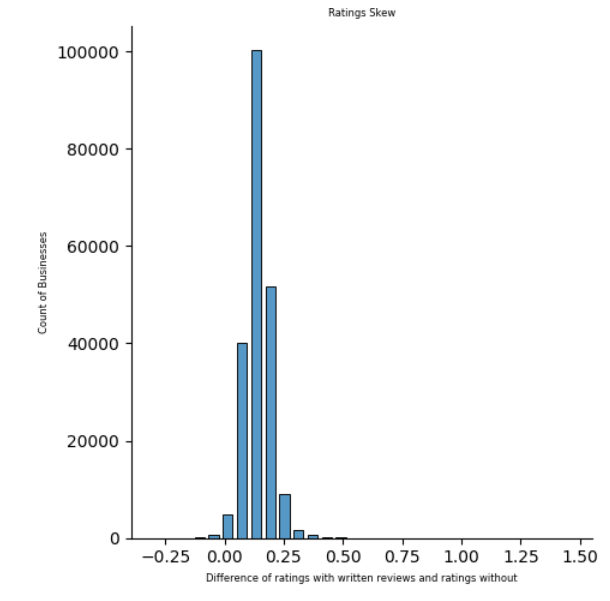 Ratings Skew
100000
80000
60000
40000
20000
0
Count of Businesses
−0.25 0.00 0.25 0.50 0.75 1.00 1.25 1.50
Difference of ratings with written reviews and ratings without